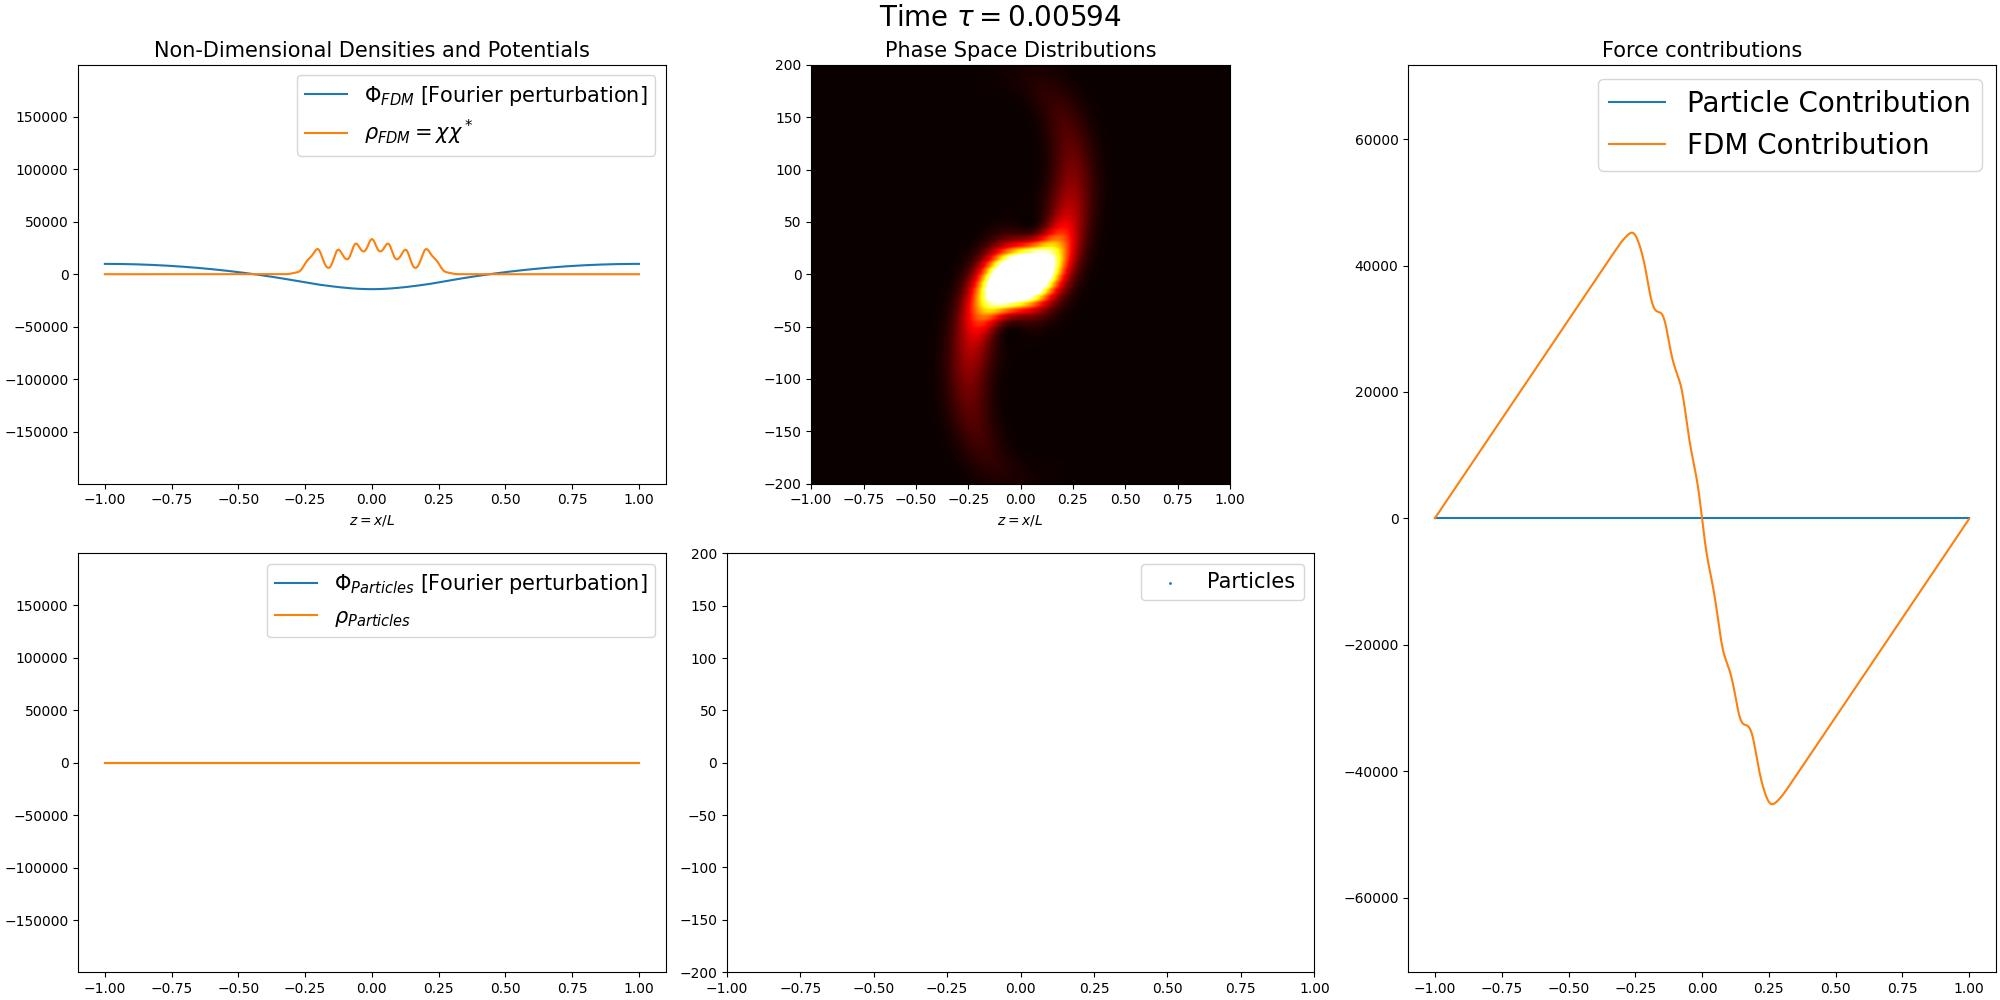 Time τ = 0.00594
Non-Dimensional Densities and Potentials
Φ_FDM [Fourier perturbation]
ρ_FDM = χχ*
150000
100000
50000
0
−50000
−100000
−150000
−1.00 −0.75 −0.50 −0.25 0.00 0.25 0.50 0.75 1.00
z = x/L
Phase Space Distributions
200
150
100
50
0
−50
−100
−150
−200
−1.00 −0.75 −0.50 −0.25 0.00 0.25 0.50 0.75 1.00
z = x/L
Force contributions
Particle Contribution
FDM Contribution
60000
40000
20000
0
−20000
−40000
−60000
−1.00 −0.75 −0.50 −0.25 0.00 0.25 0.50 0.75 1.00
Φ_Particles [Fourier perturbation]
ρ_Particles
150000
100000
50000
0
−50000
−100000
−150000
−1.00 −0.75 −0.50 −0.25 0.00 0.25 0.50 0.75 1.00
Particles
200
150
100
50
0
−50
−100
−150
−200
−1.00 −0.75 −0.50 −0.25 0.00 0.25 0.50 0.75 1.00